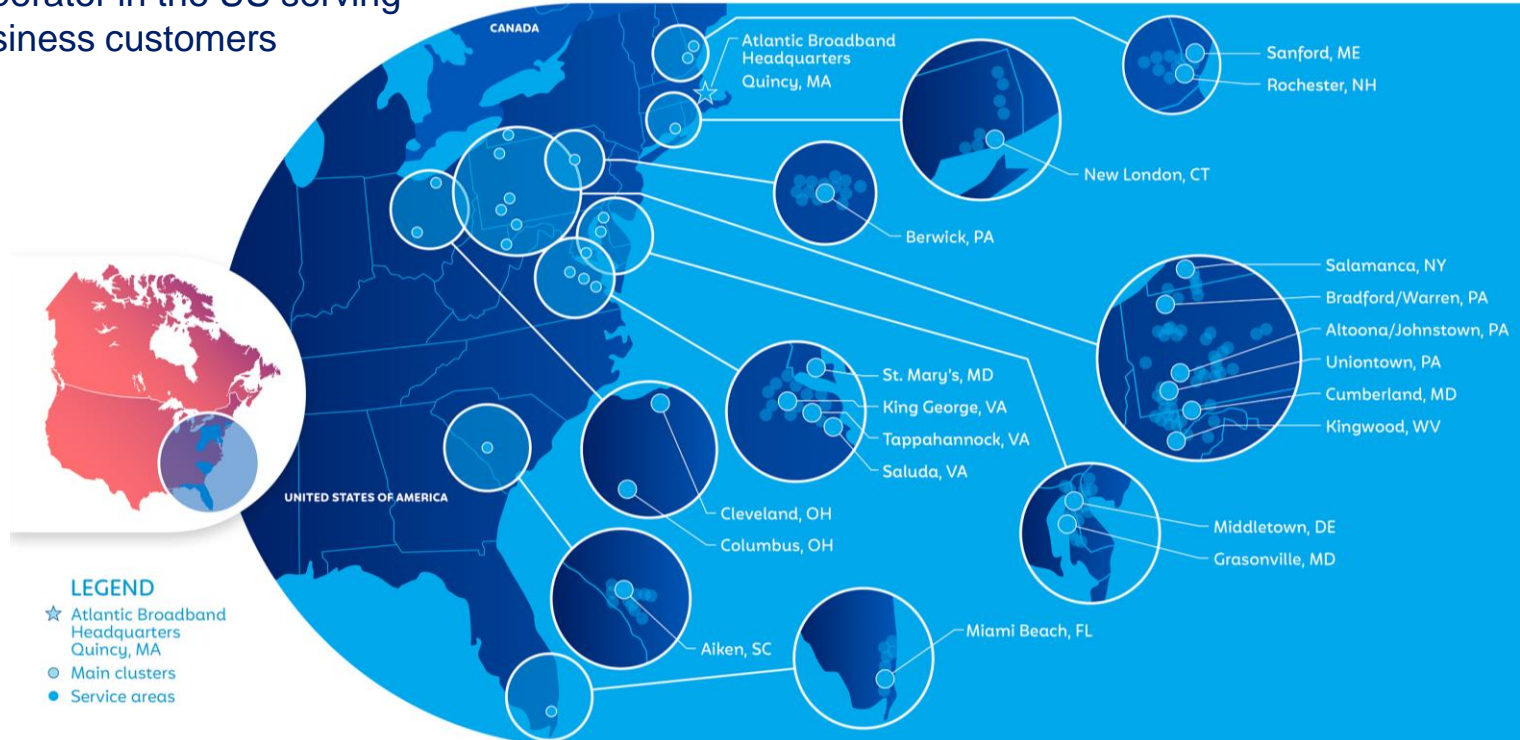 erator in the US serving
siness customers
CANADA
Atlantic Broadband
Headquarters
Quincy, MA
Sanford, ME
Rochester, NH
New London, CT
Berwick, PA
Salamanca, NY
Bradford/Warren, PA
Altoona/Johnstown, PA
Uniontown, PA
Cumberland, MD
Kingwood, WV
St. Mary's, MD
King George, VA
Tappahannock, VA
Saluda, VA
UNITED STATES OF AMERICA
Cleveland, OH
Columbus, OH
Middletown, DE
Grasonville, MD
Aiken, SC
Miami Beach, FL
LEGEND
Atlantic Broadband
Headquarters
Quincy, MA
Main clusters
Service areas